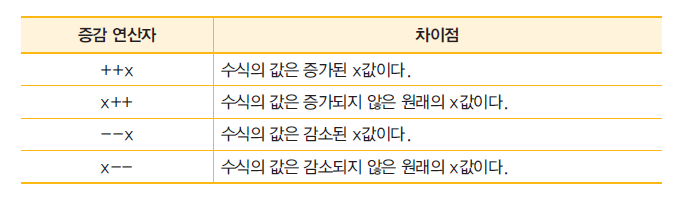 증감 연산자 차이점
++x 수식의 값은 증가된 x값이다.
x++ 수식의 값은 증가되지 않은 원래의 x값이다.
--x 수식의 값은 감소된 x값이다.
x-- 수식의 값은 감소되지 않은 원래의 x값이다.